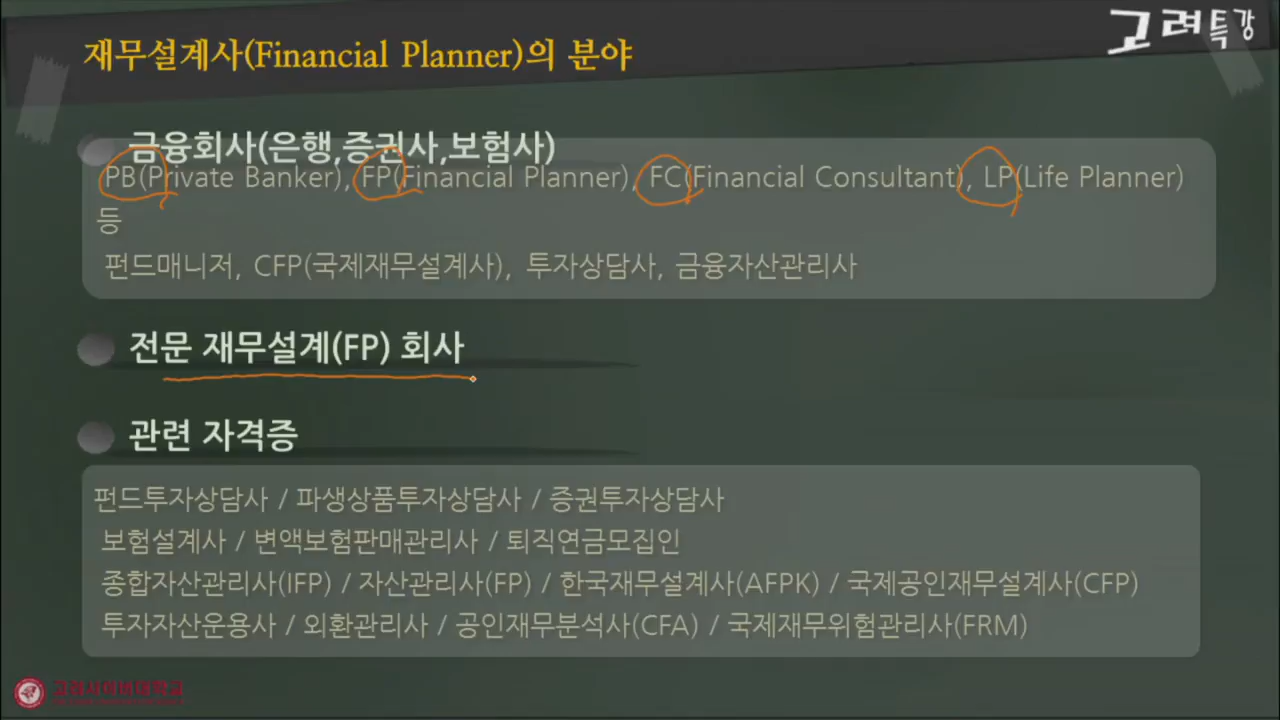 고려특강
재무설계사(Financial Planner)의 분야
금융회사(은행,증권사,보험사)
PB(Private Banker), FP(Financial Planner), FC(Financial Consultant), LP(Life Planner)
등
펀드매니저, CFP(국제재무설계사), 투자상담사, 금융자산관리사
전문 재무설계(FP) 회사
관련 자격증
펀드투자상담사 / 파생상품투자상담사 / 증권투자상담사
보험설계사 / 변액보험판매관리사 / 퇴직연금모집인
종합자산관리사(IFP) / 자산관리사(FP) / 한국재무설계사(AFPK) / 국제공인재무설계사(CFP)
투자자산운용사 / 외환관리사 / 공인재무분석사(CFA) / 국제재무위험관리사(FRM)
고려사이버대학교